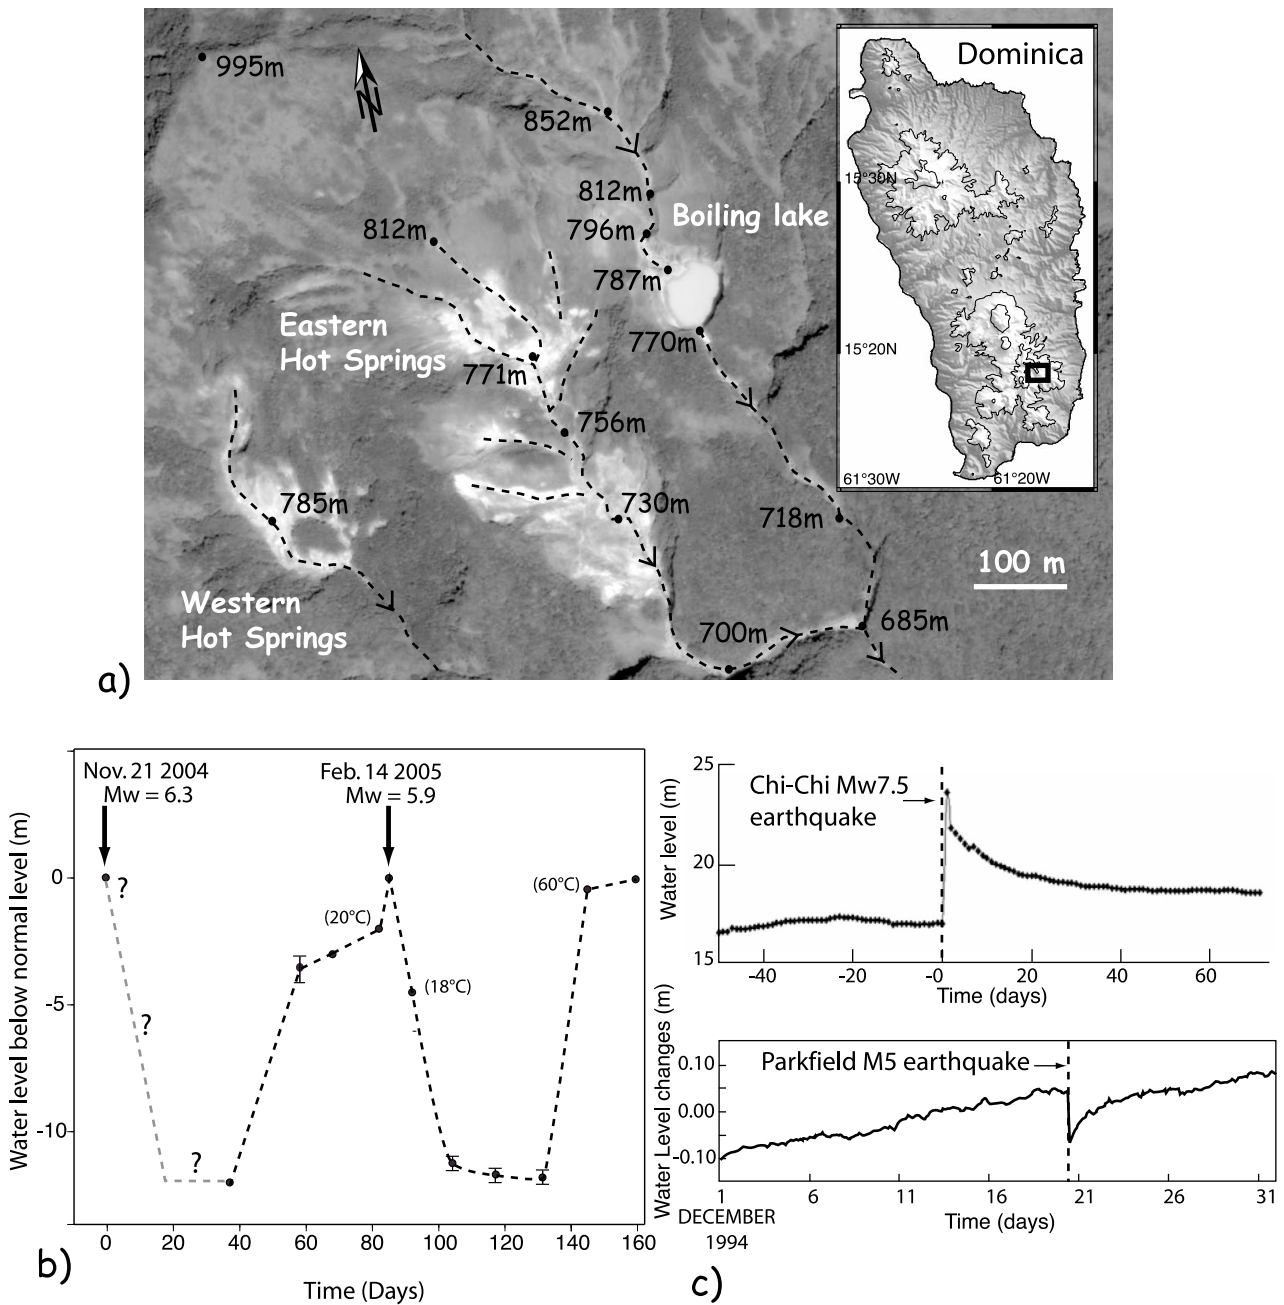 Dominica
995m
N
852m
15°30N
812m
Boiling lake
812m
796m
787m
Eastern
Hot Springs
770m
15°20N
771m
756m
61°30W
61°20W
785m
730m
718m
100 m
Western
Hot Springs
700m
685m
a)
Nov. 21 2004
Mw = 6.3
Feb. 14 2005
Mw = 5.9
Water level below normal level (m)
0
-5
-10
?
?
?
(20°C)
(18°C)
(60°C)
0
20
40
60
80
100
120
140
160
Time (Days)
b)
25
20
15
Water level (m)
Chi-Chi Mw7.5
earthquake
-40
-20
-0
20
40
60
Time (days)
Water Level changes (m)
0.10
0.00
-0.10
Parkfield M5 earthquake
1
6
11
16
21
26
31
DECEMBER
1994
Time (days)
c)